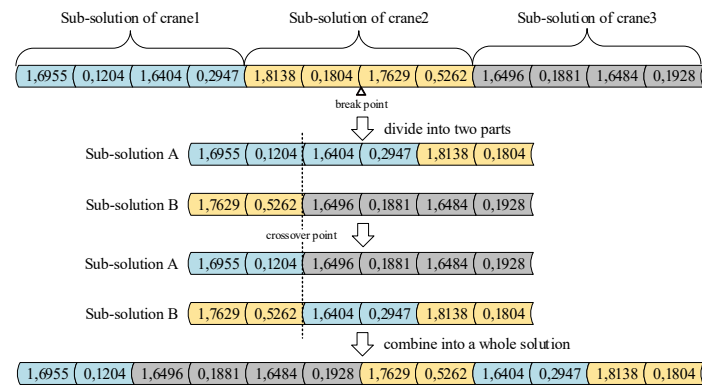 Sub-solution of crane1 Sub-solution of crane2 Sub-solution of crane3
1,6955 0,1204 1,6404 0,2947 1,8138 0,1804 1,7629 0,5262 1,6496 0,1881 1,6484 0,1928
break point
divide into two parts
Sub-solution A 1,6955 0,1204 1,6404 0,2947 1,8138 0,1804
Sub-solution B 1,7629 0,5262 1,6496 0,1881 1,6484 0,1928
crossover point
Sub-solution A 1,6955 0,1204 1,6496 0,1881 1,6484 0,1928
Sub-solution B 1,7629 0,5262 1,6404 0,2947 1,8138 0,1804
combine into a whole solution
1,6955 0,1204 1,6496 0,1881 1,6484 0,1928 1,7629 0,5262 1,6404 0,2947 1,8138 0,1804